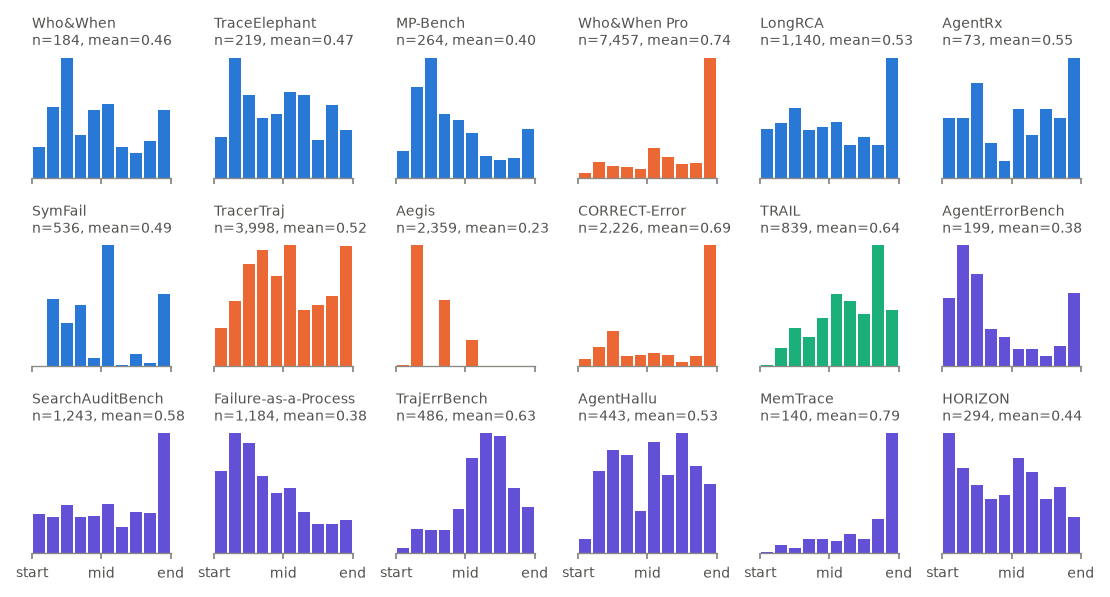 Who&When
n=184, mean=0.46
TraceElephant
n=219, mean=0.47
MP-Bench
n=264, mean=0.40
Who&When Pro
n=7,457, mean=0.74
LongRCA
n=1,140, mean=0.53
AgentRx
n=73, mean=0.55
SymFail
n=536, mean=0.49
TracerTraj
n=3,998, mean=0.52
Aegis
n=2,359, mean=0.23
CORRECT-Error
n=2,226, mean=0.69
TRAIL
n=839, mean=0.64
AgentErrorBench
n=199, mean=0.38
SearchAuditBench
n=1,243, mean=0.58
Failure-as-a-Process
n=1,184, mean=0.38
TrajErrBench
n=486, mean=0.63
AgentHallu
n=443, mean=0.53
MemTrace
n=140, mean=0.79
HORIZON
n=294, mean=0.44
start mid end
start mid end
start mid end
start mid end
start mid end
start mid end